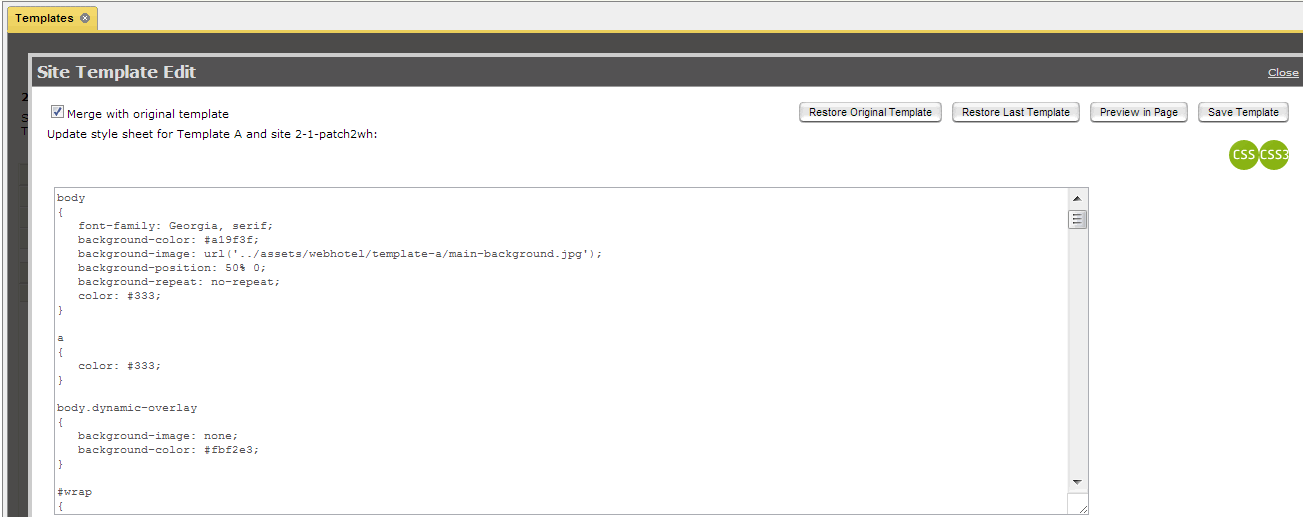 Templates
Site Template Edit
Close
2
S
T
Merge with original template
Restore Original Template
Restore Last Template
Preview in Page
Save Template
Update style sheet for Template A and site 2-1-patch2wh:
CSS
CSS3
body
{
font-family: Georgia, serif;
background-color: #a19f3f;
background-image: url('../assets/webhotel/template-a/main-background.jpg');
background-position: 50% 0;
background-repeat: no-repeat;
color: #333;
}
a
{
color: #333;
}
body.dynamic-overlay
{
background-image: none;
background-color: #fbf2e3;
}
#wrap
{